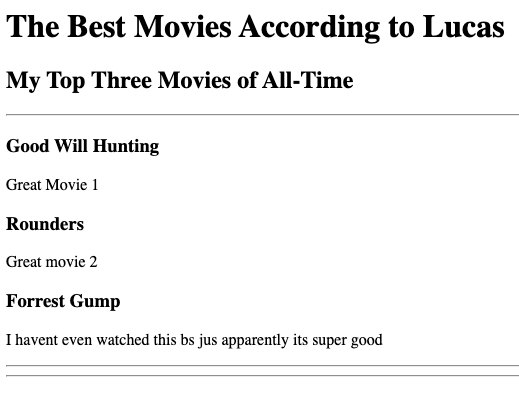 The Best Movies According to Lucas
My Top Three Movies of All-Time
Good Will Hunting
Great Movie 1
Rounders
Great movie 2
Forrest Gump
I havent even watched this bs jus apparently its super good